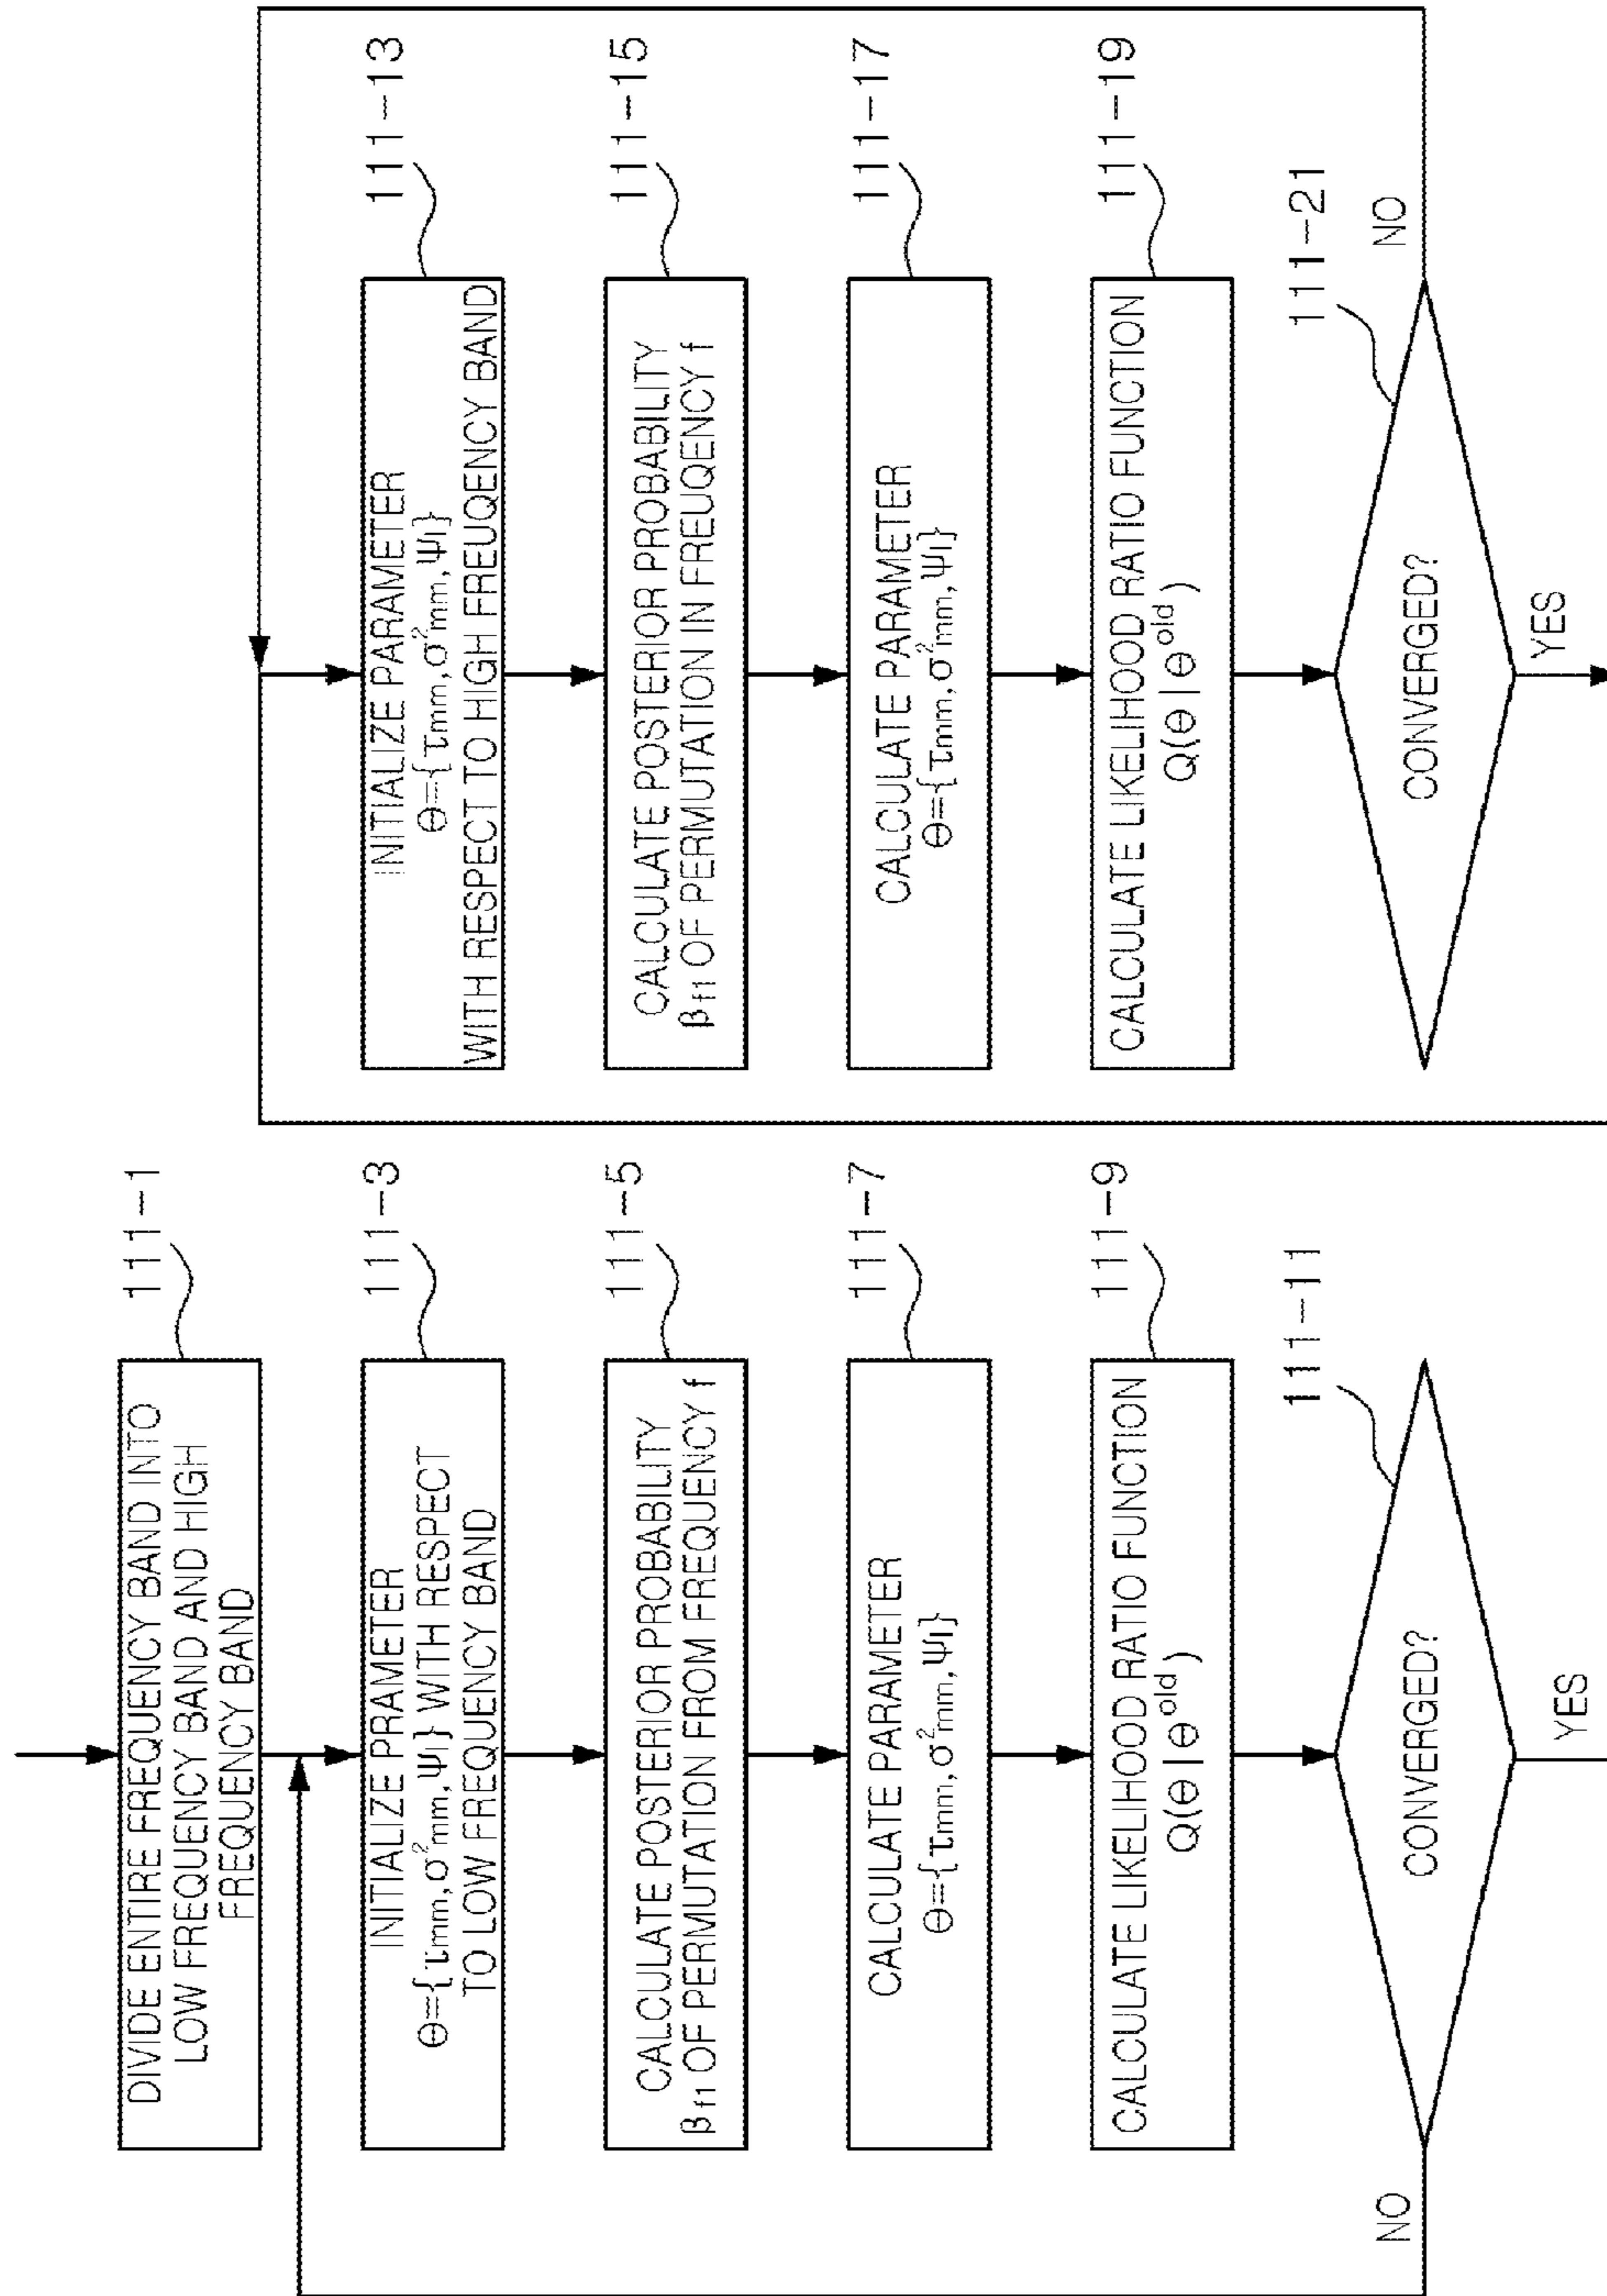 DIVIDE ENTIRE FREQUENCY BAND INTO
LOW FREQUENCY BAND AND HIGH
FREQUENCY BAND
111-1
INITIALIZE PRAMETER
Θ={τmm,σ²mm,ψl} WITH RESPECT
TO LOW FREQUENCY BAND
111-3
CALCULATE POSTERIOR PROBABILITY
βf1 OF PERMUTATION FROM FREQUENCY f
111-5
CALCULATE PARAMETER
Θ={τmm,σ²mm,ψl}
111-7
CALCULATE LIKELIHOOD RATIO FUNCTION
Q(Θ|Θ^old)
111-9
CONVERGED?
111-11
NO
YES
INITIALIZE PARAMETER
Θ={τmm,σ²mm,ψl}
WITH RESPECT TO HIGH FREUQENCY BAND
111-13
CALCULATE POSTERIOR PROBABILITY
βf1 OF PERMUTATION IN FREUQENCY f
111-15
CALCULATE PARAMETER
Θ={τmm,σ²mm,ψl}
111-17
CALCULATE LIKELIHOOD RATIO FUNCTION
Q(Θ|Θ^old)
111-19
CONVERGED?
111-21
NO
YES